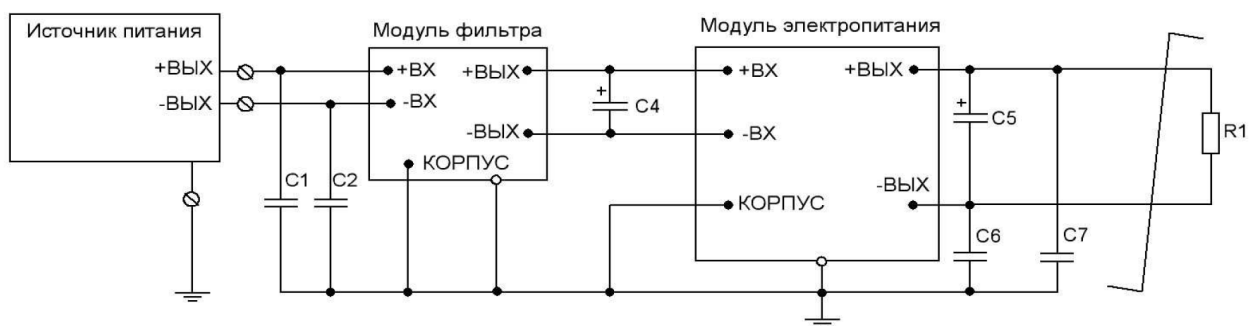 Источник питания
+ВЫХ
-ВЫХ
Модуль фильтра
+ВХ
-ВХ
+ВЫХ
-ВЫХ
КОРПУС
C1
C2
+
C4
Модуль электропитания
+ВХ
-ВХ
КОРПУС
+ВЫХ
-ВЫХ
+
C5
C6
C7
R1